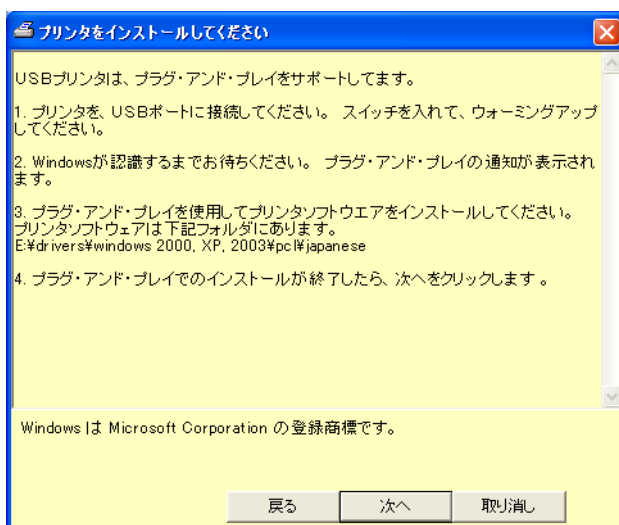 プリンタをインストールしてください
USBプリンタは、プラグ・アンド・プレイをサポートしてます。
1. プリンタを、USBポートに接続してください。 スイッチを入れて、ウォーミングアップ
してください。
2. Windowsが認識するまでお待ちください。 プラグ・アンド・プレイの通知が表示され
ます。
3. プラグ・アンド・プレイを使用してプリンタソフトウエアをインストールしてください。
プリンタソフトウェアは下記フォルダにあります。
E:¥drivers¥windows 2000, XP, 2003¥pcl¥japanese
4. プラグ・アンド・プレイでのインストールが終了したら、次へをクリックします 。
Windows は Microsoft Corporation の登録商標です。
戻る 次へ 取り消し